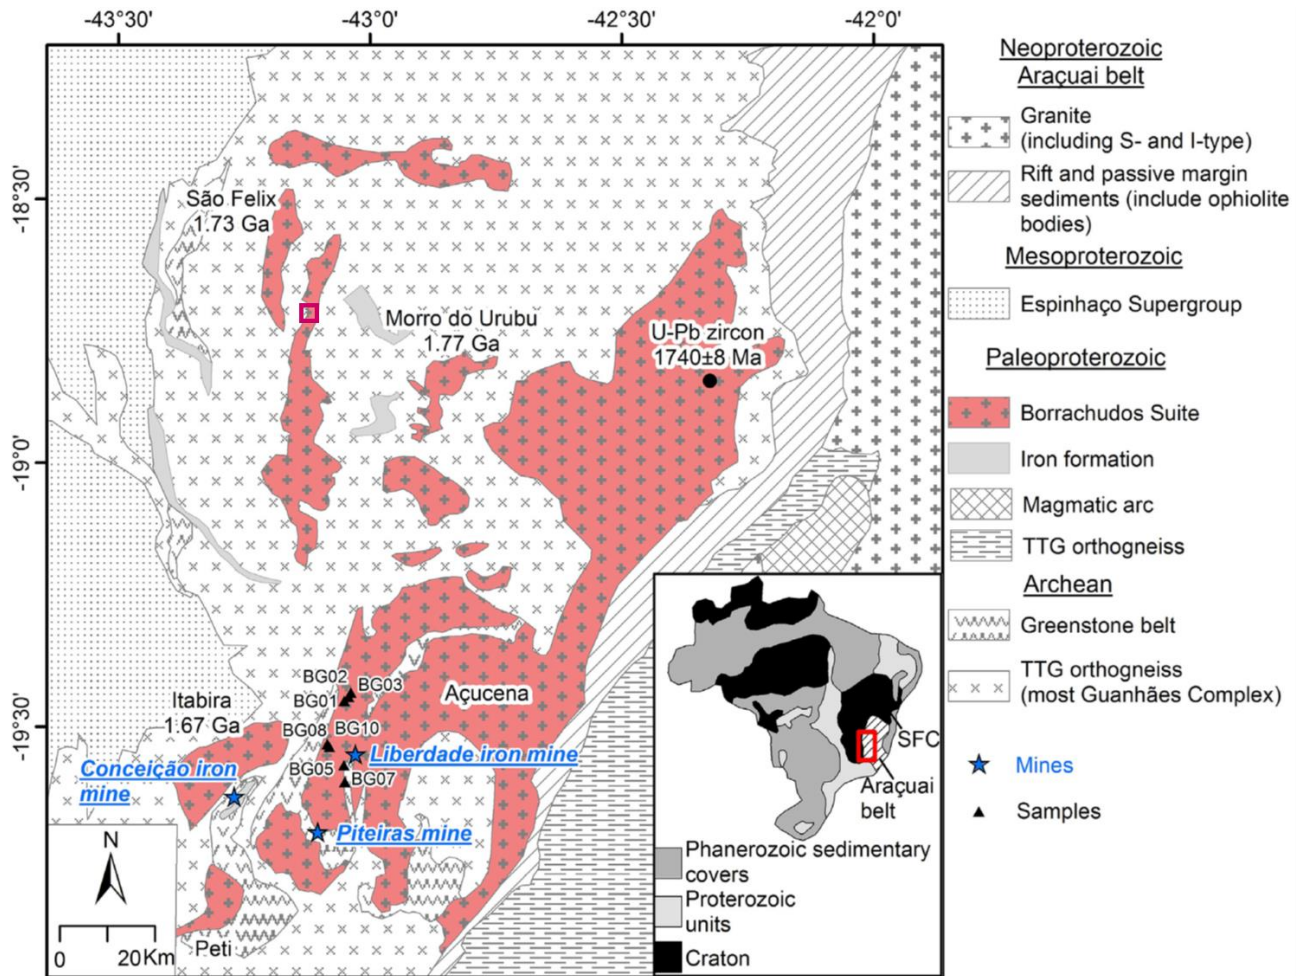 -43°30'
-43°0'
-42°30'
-42°0'
-18°30'
-19°0'
-19°30'
São Felix
1.73 Ga
Morro do Urubu
1.77 Ga
U-Pb zircon
1740±8 Ma
BG02
BG03
BG01
Açucena
Itabira
1.67 Ga
BG08
BG10
Liberdade iron mine
BG05
BG07
Conceição iron
mine
Piteiras mine
N
0
20Km
Peti
SFC
Araçuai
belt
Phanerozoic sedimentary
covers
Proterozoic
units
Craton
Neoproterozoic
Araçuai belt
Granite
(including S- and I-type)
Rift and passive margin
sediments (include ophiolite
bodies)
Mesoproterozoic
Espinhaço Supergroup
Paleoproterozoic
Borrachudos Suite
Iron formation
Magmatic arc
TTG orthogneiss
Archean
Greenstone belt
TTG orthogneiss
(most Guanhães Complex)
Mines
Samples